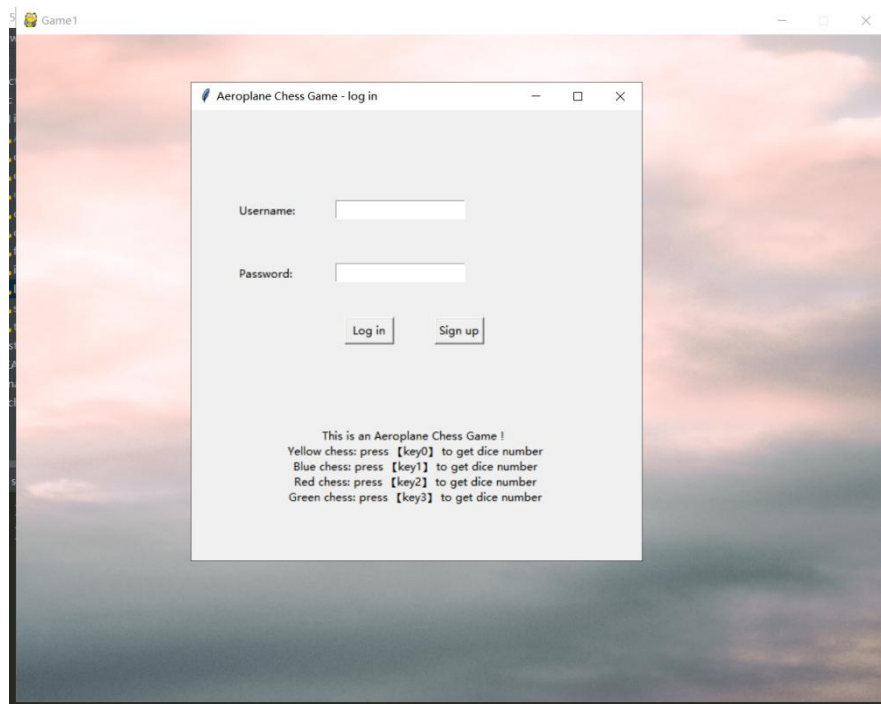 Game1
Aeroplane Chess Game - log in
Username:
Password:
Log in
Sign up
This is an Aeroplane Chess Game !
Yellow chess: press 【key0】 to get dice number
Blue chess: press 【key1】 to get dice number
Red chess: press 【key2】 to get dice number
Green chess: press 【key3】 to get dice number